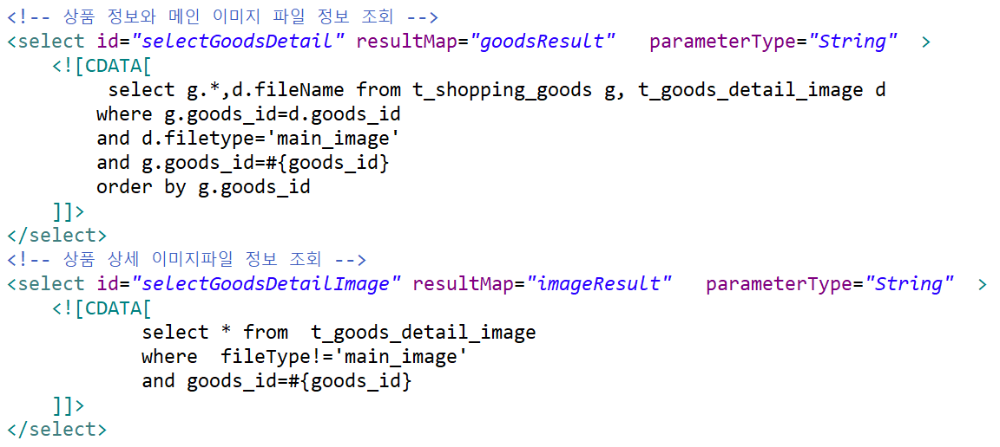 <!-- 상품 정보와 메인 이미지 파일 정보 조회 -->
<select id="selectGoodsDetail" resultMap="goodsResult"   parameterType="String"  >
    <![CDATA[
         select g.*,d.fileName from t_shopping_goods g, t_goods_detail_image d
        where g.goods_id=d.goods_id
        and d.filetype='main_image'
        and g.goods_id=#{goods_id}
        order by g.goods_id
    ]]>
</select>
<!-- 상품 상세 이미지파일 정보 조회 -->
<select id="selectGoodsDetailImage" resultMap="imageResult"   parameterType="String"  >
    <![CDATA[
            select * from  t_goods_detail_image
            where  fileType!='main_image'
            and goods_id=#{goods_id}
    ]]>
</select>